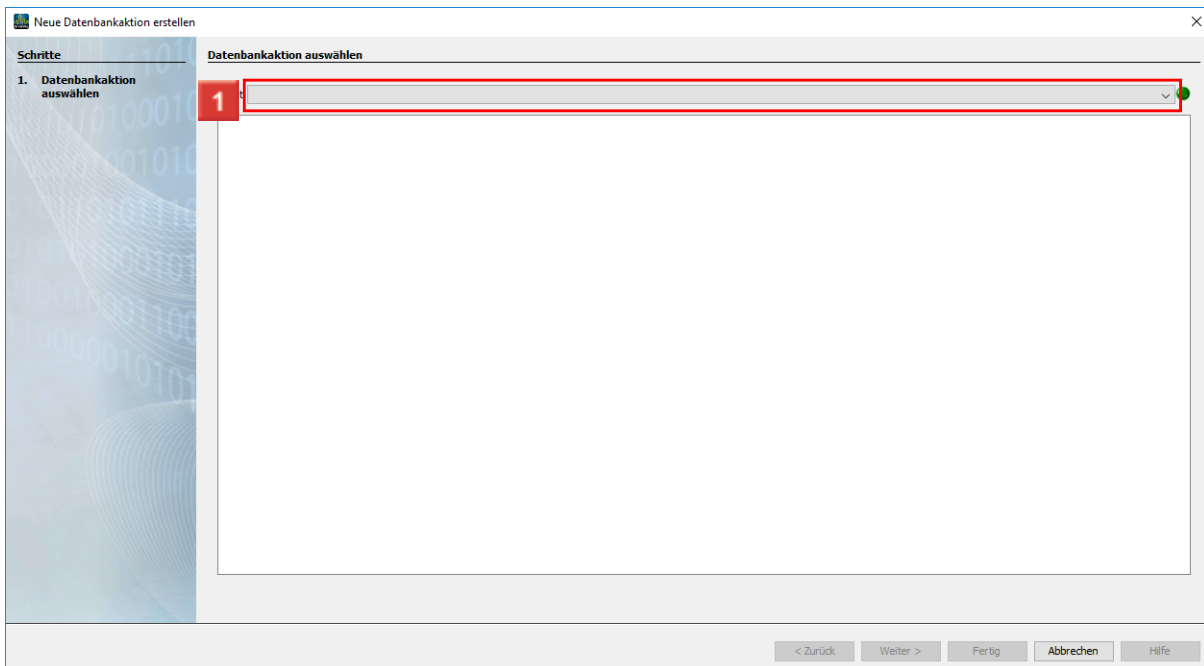 Neue Datenbankaktion erstellen
Schritte
1. Datenbankaktion
auswählen
Datenbankaktion auswählen
1
t
< Zurück
Weiter >
Fertig
Abbrechen
Hilfe